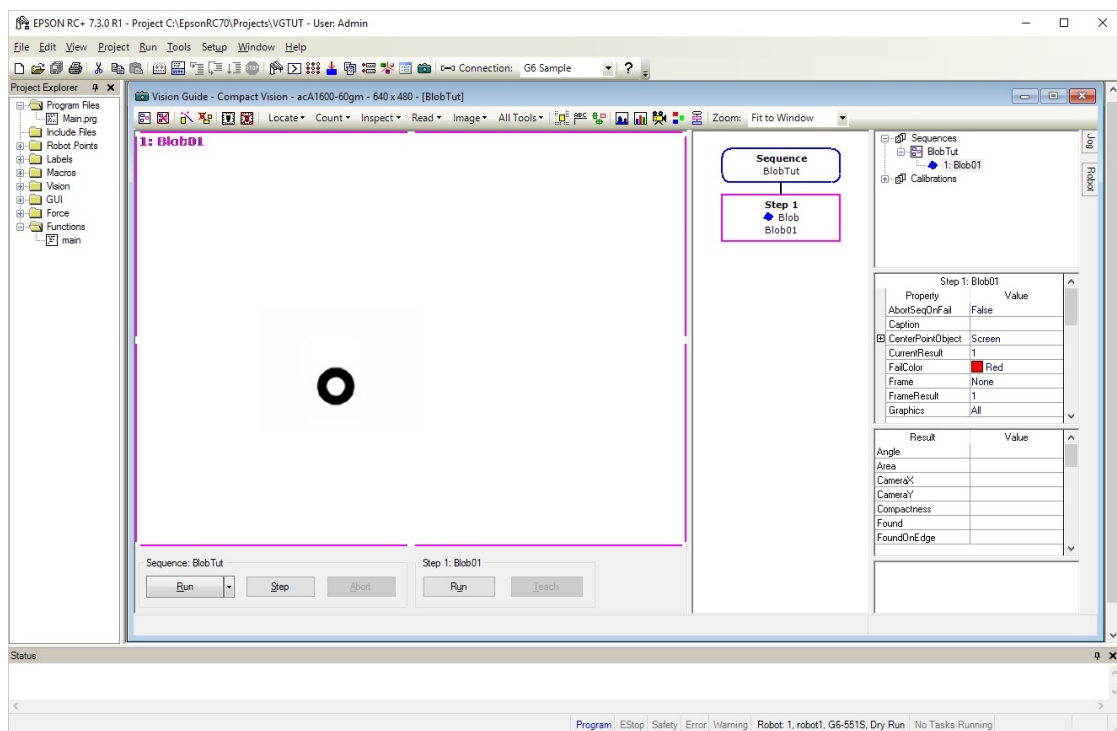 EPSON RC+ 7.3.0 R1 - Project C:\EpsonRC70\Projects\VGTUT - User: Admin
File Edit View Project Run Tools Setup Window Help
Connection: G6 Sample
Project Explorer
Program Files
Main.prg
Include Files
Robot Points
Labels
Macros
Vision
GUI
Force
Functions
main
Vision Guide - Compact Vision - acA1600-60gm - 640 x 480 - [BlobTut]
Locate Count Inspect Read Image All Tools ABC Zoom: Fit to Window
1: Blob01
Sequence
BlobTut
Step 1
Blob
Blob01
Sequences
BlobTut
1: Blob01
Calibrations
Jog
Robot
Step 1: Blob01
Property Value
AbortSeqOnFail False
Caption
CenterPointObject Screen
CurrentResult 1
FailColor Red
Frame None
FrameResult 1
Graphics All
Result Value
Angle
Area
CameraX
CameraY
Compactness
Found
FoundOnEdge
Sequence: BlobTut
Run Step Abort
Step 1: Blob01
Run Teach
Status
Program EStop Safety Error Warning Robot: 1, robot1, G6-551S, Dry Run No Tasks Running